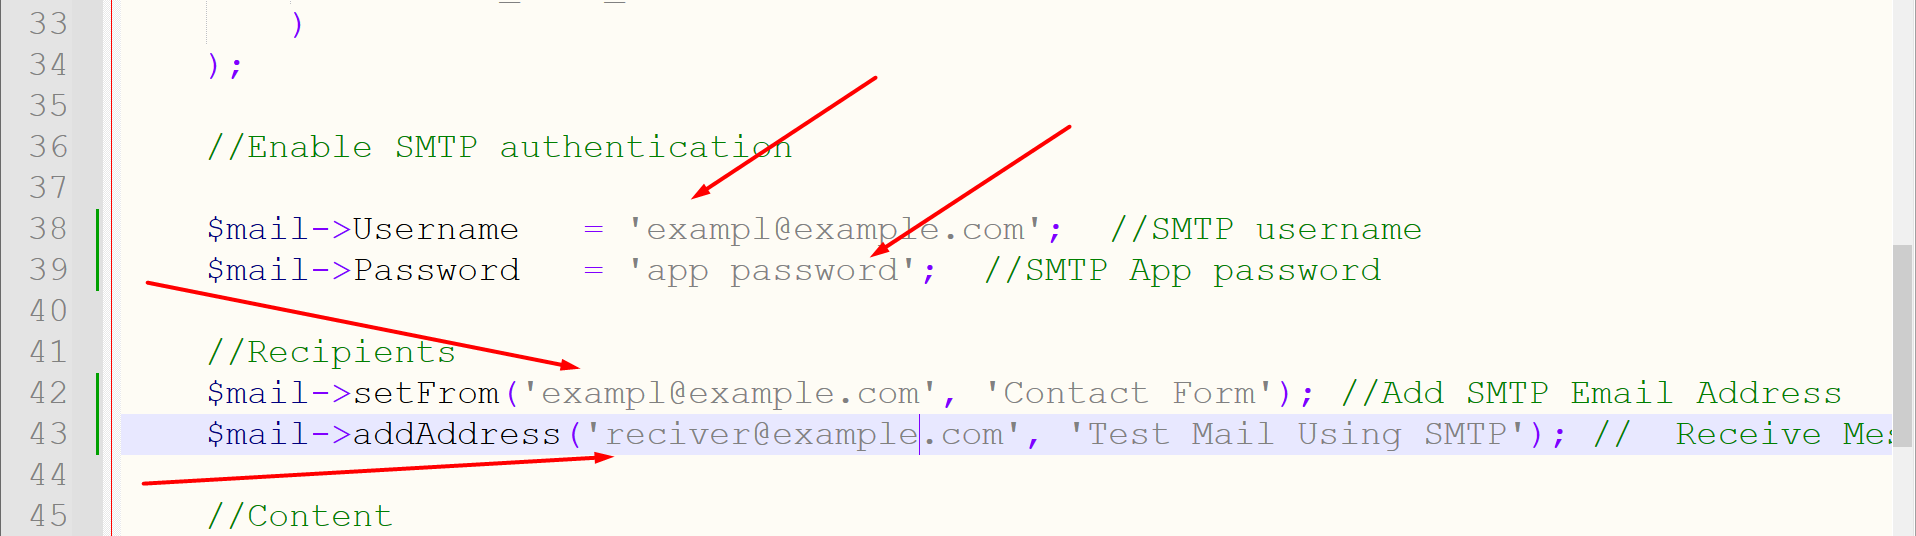 33 )
34 );
35
36 //Enable SMTP authentication
37
38 $mail->Username = 'exampl@example.com'; //SMTP username
39 $mail->Password = 'app password'; //SMTP App password
40
41 //Recipients
42 $mail->setFrom('exampl@example.com', 'Contact Form'); //Add SMTP Email Address
43 $mail->addAddress('reciver@example.com', 'Test Mail Using SMTP'); // Receive
44
45 //Content